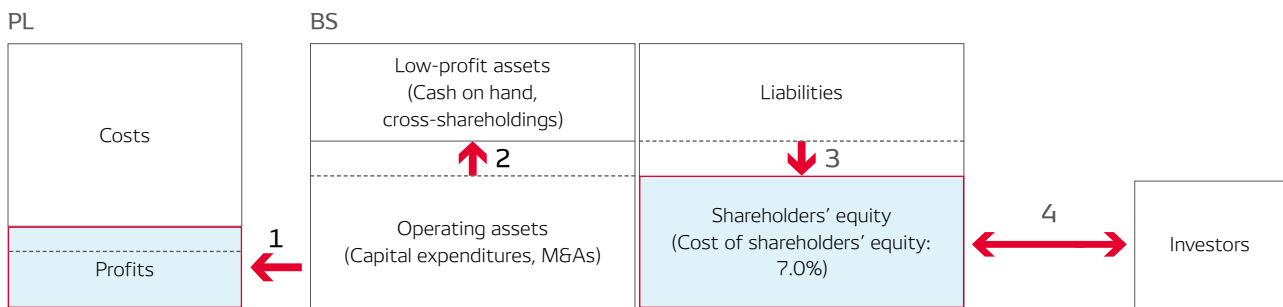 PL
BS
Low-profit assets
(Cash on hand,
cross-shareholdings)
Liabilities
Costs
2
3
Shareholders’ equity
(Cost of shareholders’ equity:
7.0%)
4
Operating assets
(Capital expenditures, M&As)
1
Profits
Investors